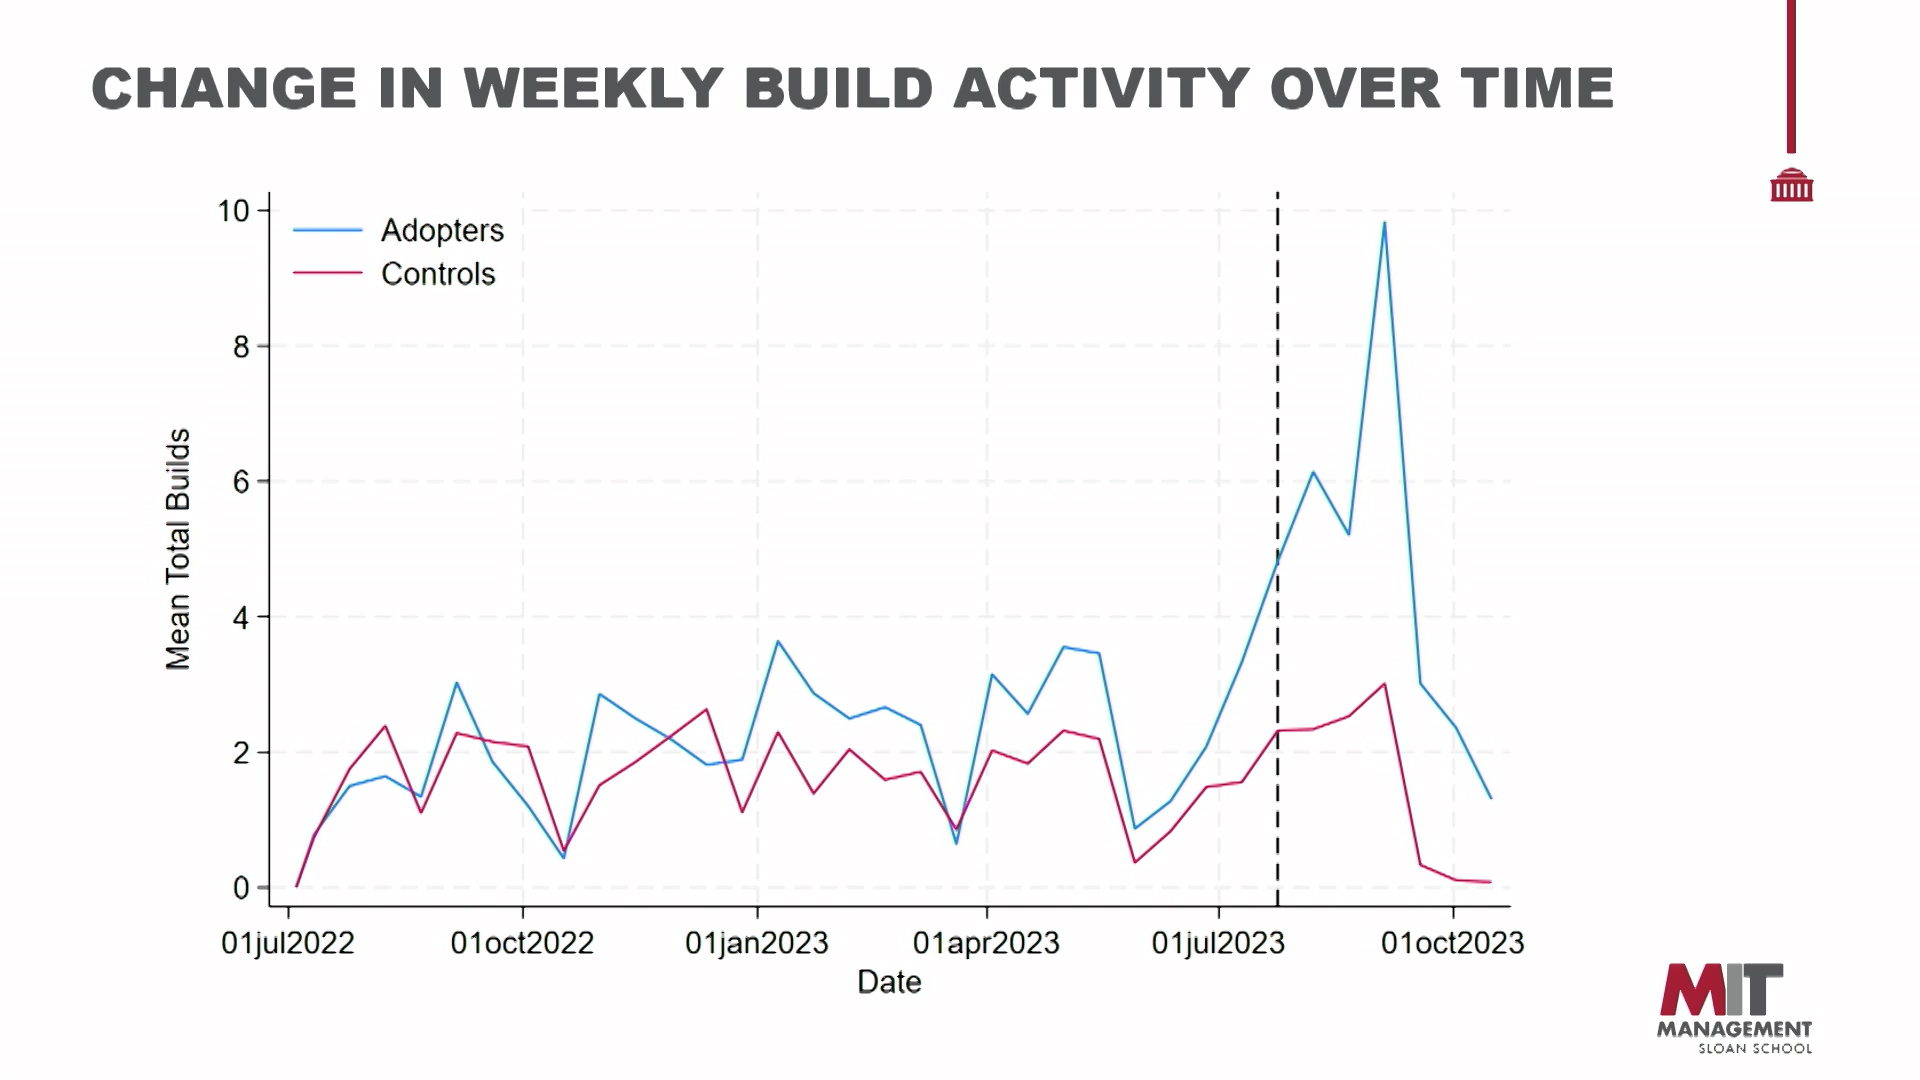 CHANGE IN WEEKLY BUILD ACTIVITY OVER TIME
Adopters
Controls
Mean Total Builds
10
8
6
4
2
0
01jul2022 01oct2022 01jan2023 01apr2023 01jul2023 01oct2023
Date
MIT
MANAGEMENT
SLOAN SCHOOL